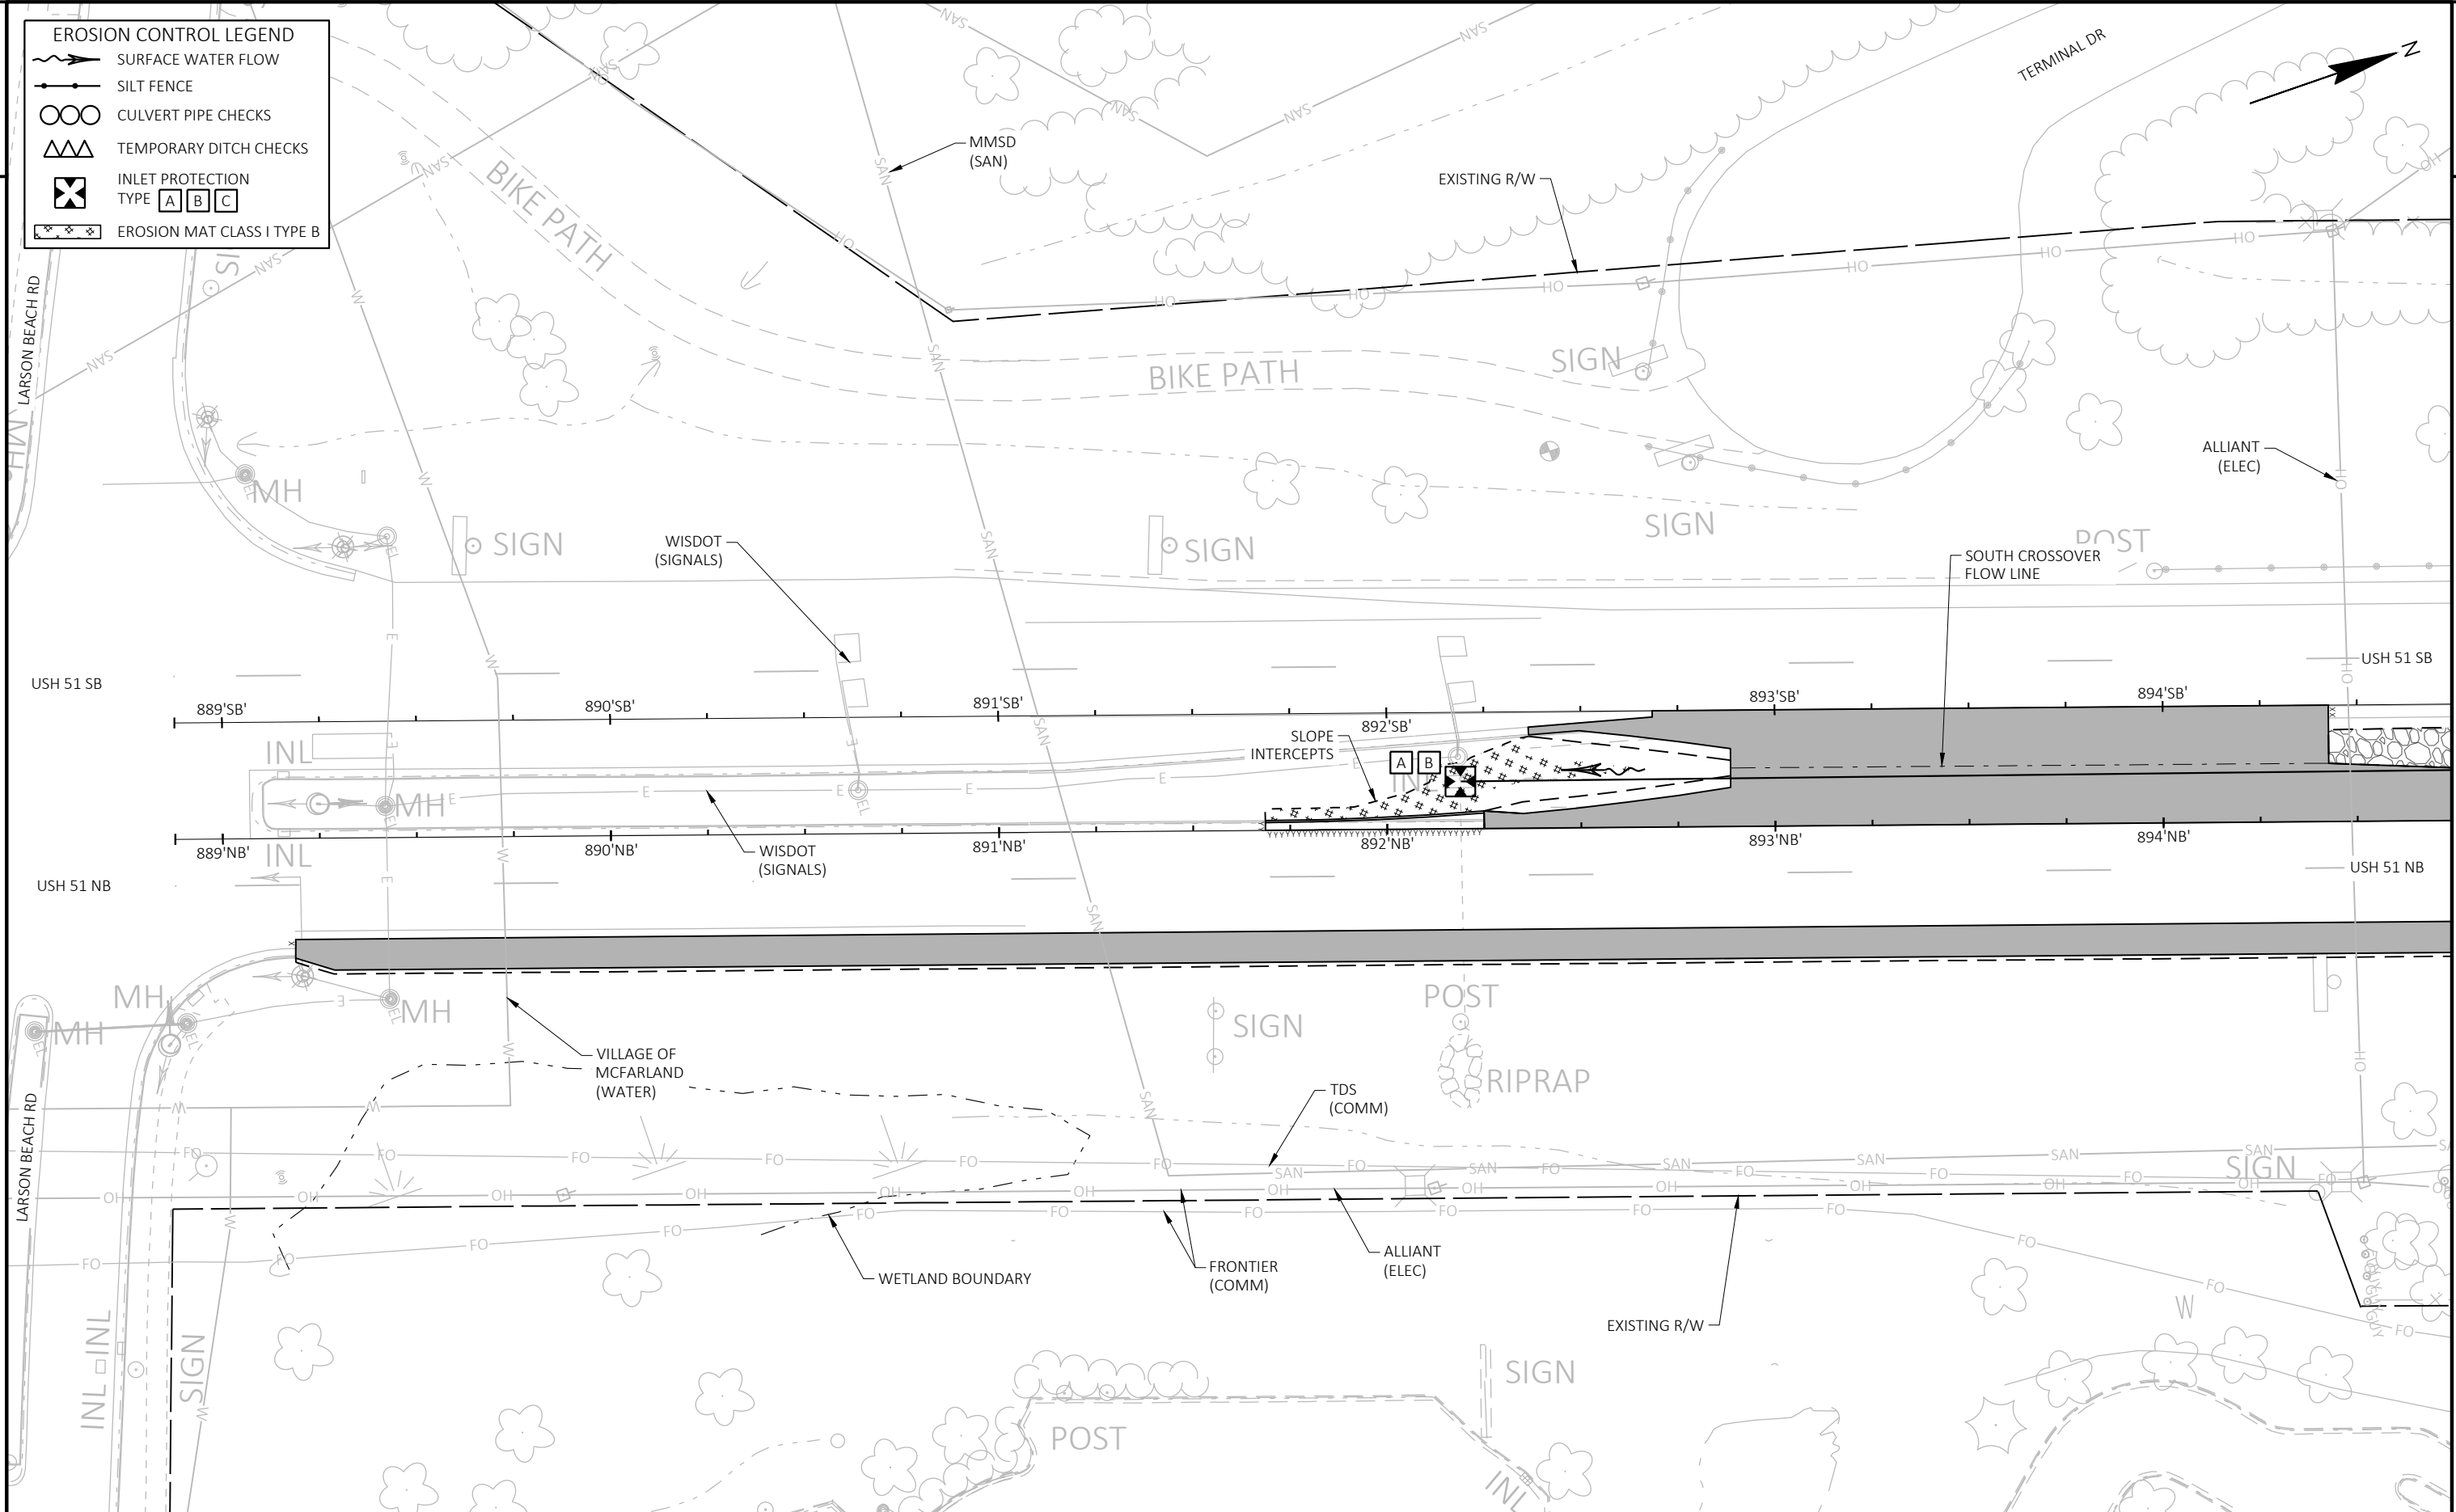 EROSION CONTROL LEGEND
SURFACE WATER FLOW
SILT FENCE
CULVERT PIPE CHECKS
TEMPORARY DITCH CHECKS
INLET PROTECTION
TYPE A B C
EROSION MAT CLASS I TYPE B
TERMINAL DR
N
MMSD
(SAN)
EXISTING R/W
BIKE PATH
LARSON BEACH RD
BIKE PATH
SIGN
ALLIANT
(ELEC)
MH
SIGN
SIGN
SIGN
POST
WISDOT
(SIGNALS)
SOUTH CROSSOVER
FLOW LINE
USH 51 SB
USH 51 SB
889'SB'
890'SB'
891'SB'
892'SB'
893'SB'
894'SB'
SLOPE
INTERCEPTS
A B
INL
MH
889'NB'
890'NB'
891'NB'
892'NB'
893'NB'
894'NB'
INL
WISDOT
(SIGNALS)
USH 51 NB
USH 51 NB
MH
MH
MH
POST
SIGN
RIPRAP
VILLAGE OF
MCFARLAND
(WATER)
TDS
(COMM)
LARSON BEACH RD
SAN
FO
OH
HO
W
E
SIGN
WETLAND BOUNDARY
FRONTIER
(COMM)
ALLIANT
(ELEC)
EXISTING R/W
W
INL
INL
SIGN
SIGN
POST
INL